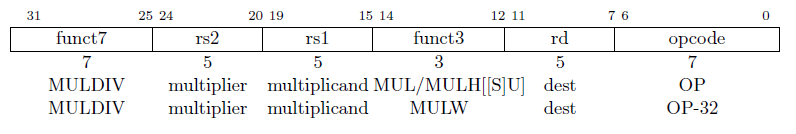 31 25 24 20 19 15 14 12 11 7 6 0
funct7 rs2 rs1 funct3 rd opcode
7 5 5 3 5 7
MULDIV multiplier multiplicand MUL/MULH[[S]U] dest OP
MULDIV multiplier multiplicand MULW dest OP-32